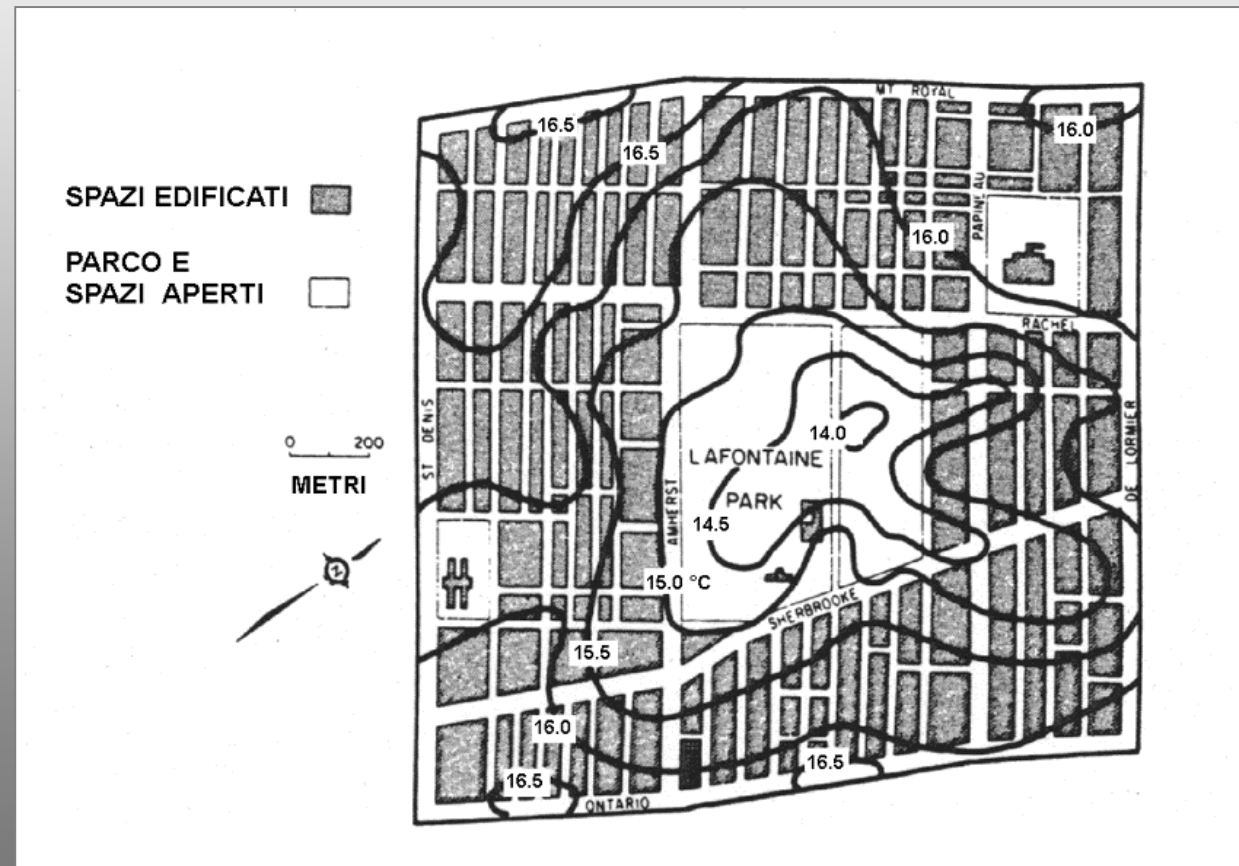 MT ROYAL
16.5
16.0
16.5
SPAZI EDIFICATI
PAPINEAU
16.0
PARCO E
SPAZI APERTI
RACHEL
ST DENIS
DE LORMIER
14.0
0 200
METRI
LAFONTAINE
PARK
AMHERST
14.5
N
15.0 °C
SHERBROOKE
15.5
16.0
16.5
16.5
ONTARIO